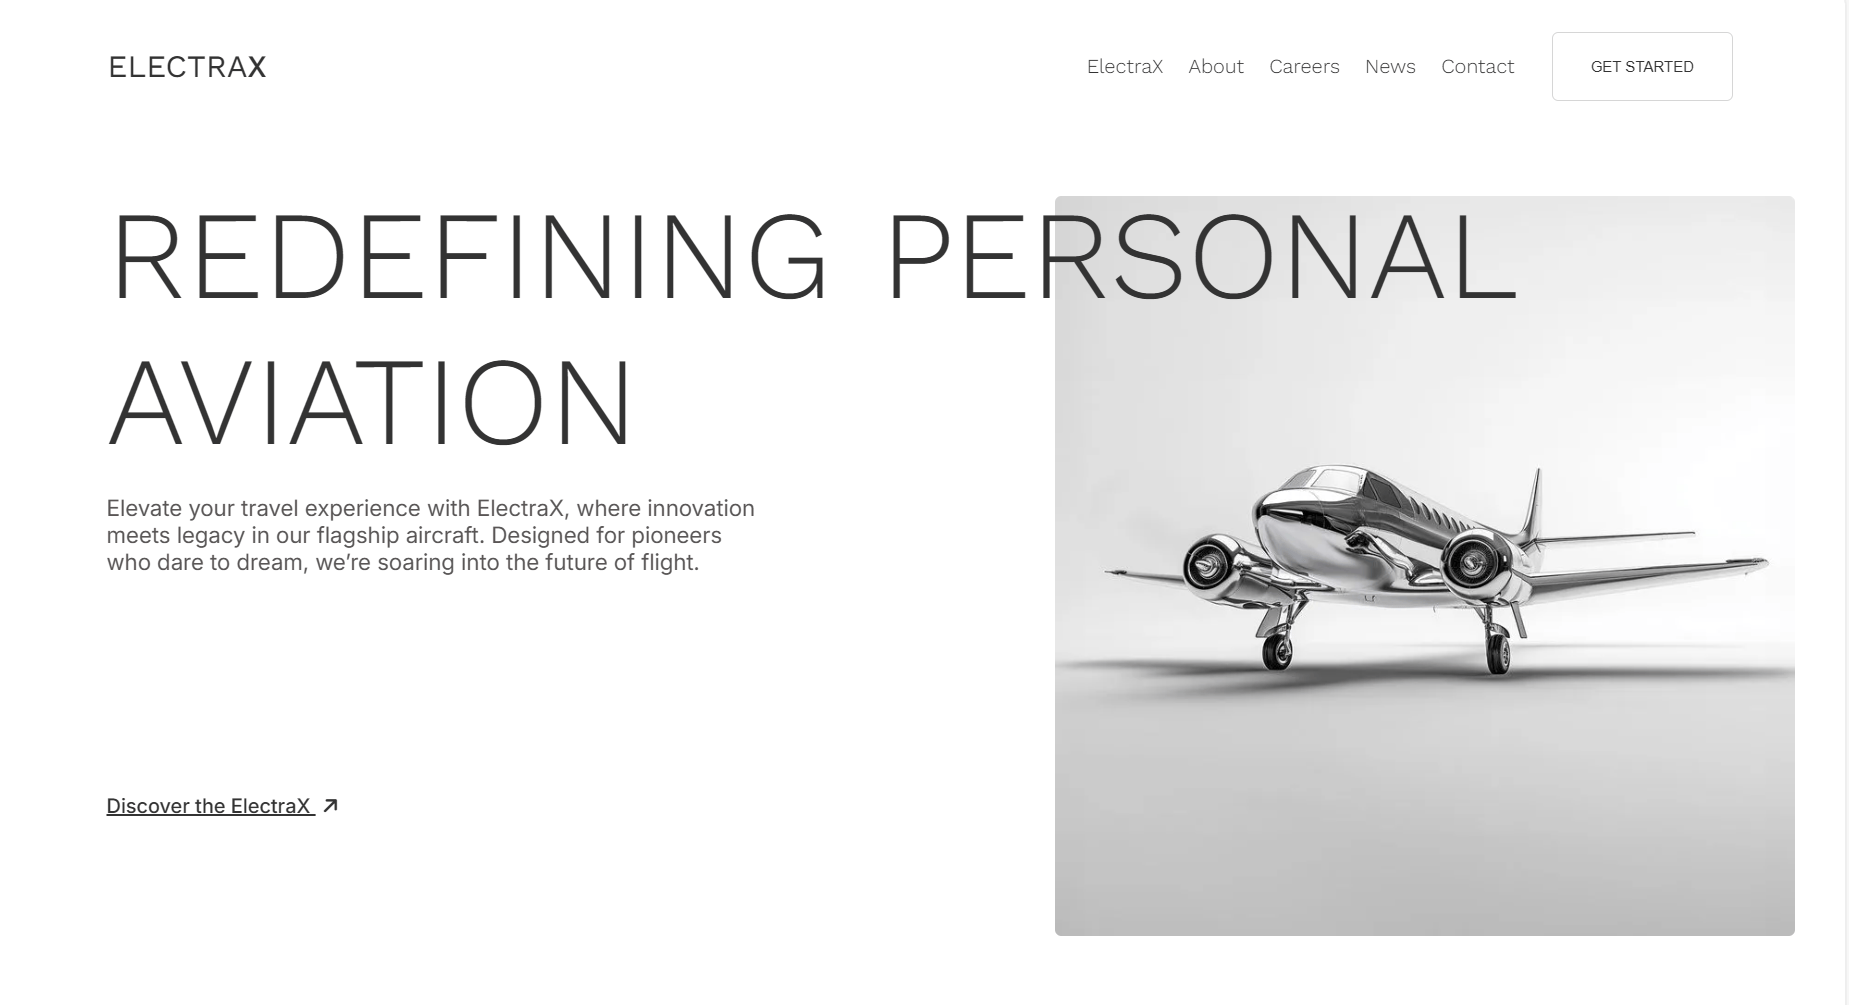 ELECTRAX
ElectraX About Careers News Contact GET STARTED
REDEFINING PERSONAL
AVIATION
Elevate your travel experience with ElectraX, where innovation
meets legacy in our flagship aircraft. Designed for pioneers
who dare to dream, we’re soaring into the future of flight.
Discover the ElectraX